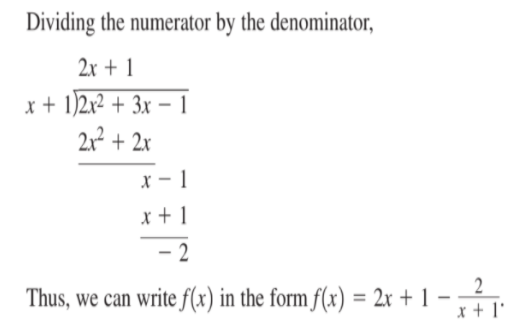 Dividing the numerator by the denominator,
2x + 1
x + 1)2x² + 3x − 1
2x² + 2x
x − 1
x + 1
− 2
Thus, we can write f(x) in the form f(x) = 2x + 1 − 2/(x + 1).